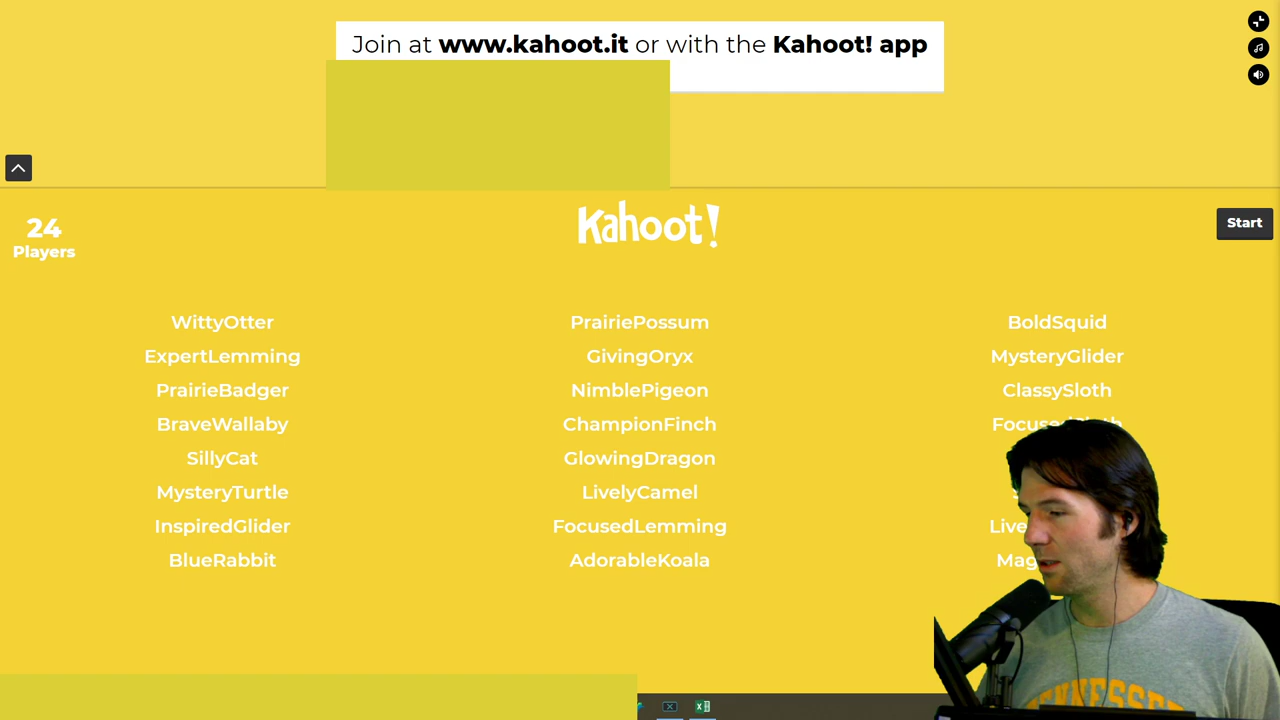 Join at www.kahoot.it or with the Kahoot! app
24
Players
Kahoot!
Start
WittyOtter
PrairiePossum
BoldSquid
ExpertLemming
GivingOryx
MysteryGlider
PrairieBadger
NimblePigeon
ClassySloth
BraveWallaby
ChampionFinch
SillyCat
GlowingDragon
MysteryTurtle
LivelyCamel
InspiredGlider
FocusedLemming
BlueRabbit
AdorableKoala